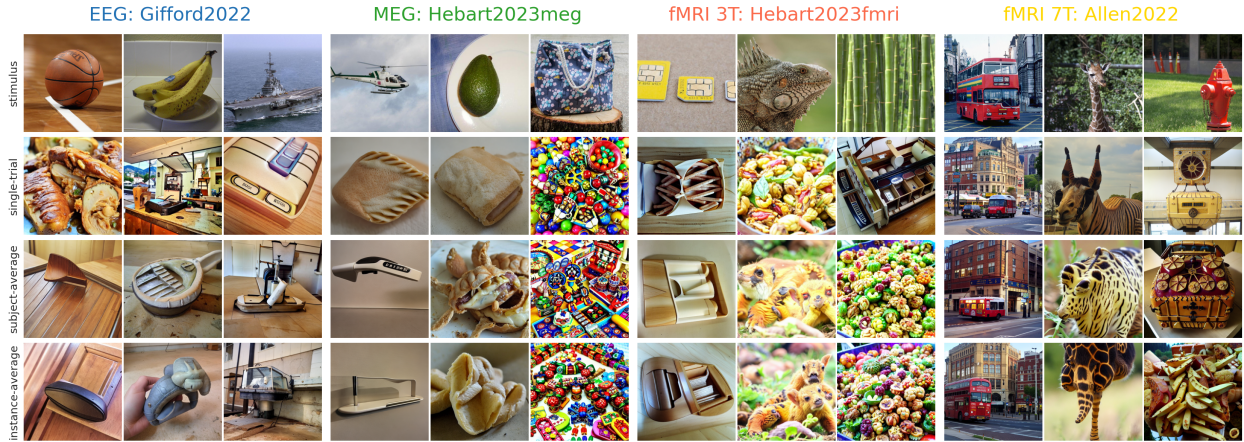 EEG: Gifford2022
MEG: Hebart2023meg
fMRI 3T: Hebart2023fmri
fMRI 7T: Allen2022
stimulus
single-trial
subject-average
instance-average